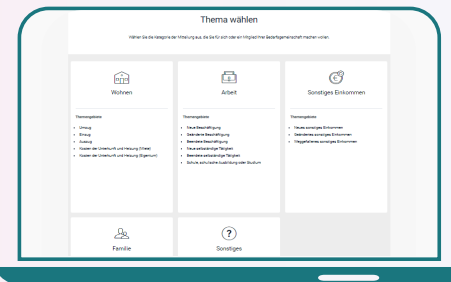 Thema wählen
Wählen Sie die Kategorie der Mitteilung aus, die Sie für sich oder ein Mitglied Ihrer Bedarfsgemeinschaft machen wollen.
Wohnen
Themengebiete
Umzug
Einzug
Auszug
Kosten der Unterkunft und Heizung (Miete)
Kosten der Unterkunft und Heizung (Eigentum)
Arbeit
Themengebiete
Neue Beschäftigung
Geänderte Beschäftigung
Beendete Beschäftigung
Neue selbständige Tätigkeit
Beendete selbständige Tätigkeit
Schule, schulische Ausbildung oder Studium
Sonstiges Einkommen
Themengebiete
Neues sonstiges Einkommen
Geändertes sonstiges Einkommen
Weggefallenes sonstiges Einkommen
Familie
Sonstiges